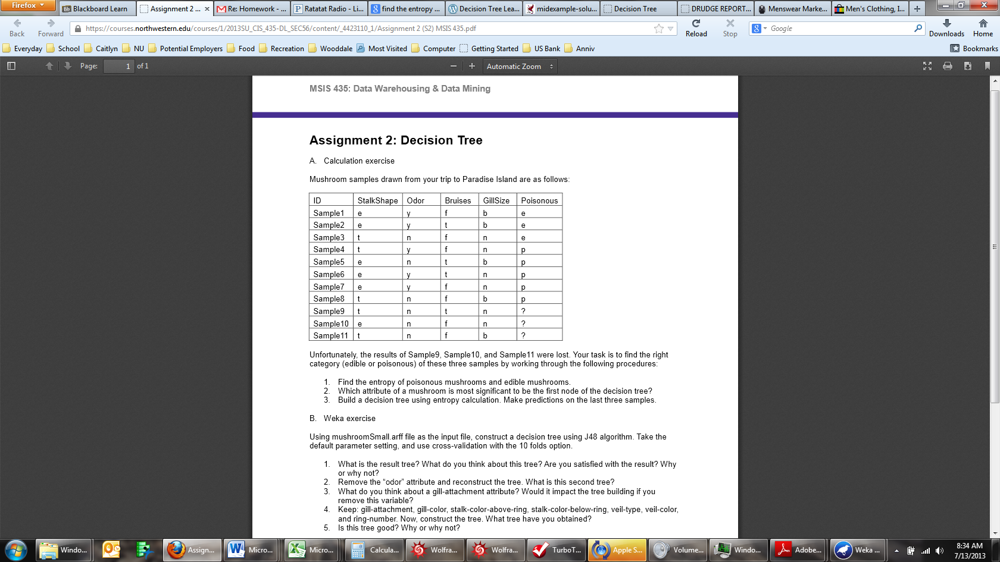 Firefox
Blackboard Learn
Assignment 2 ...
Re: Homework - ...
Ratatat Radio - Li...
find the entropy ...
Decision Tree Lea...
midexample-solu...
Decision Tree
DRUDGE REPORT...
Menswear Marke...
Men's Clothing, I...
Back
Forward
https://courses.northwestern.edu/courses/1/2013SU_CIS_435-DL_SEC56/content/_4423110_1/Assignment 2 (S2) MSIS 435.pdf
Reload
Stop
Google
Downloads
Home
Everyday School Caitlyn NU Potential Employers Food Recreation Wooddale Most Visited Computer Getting Started US Bank Anniv Bookmarks
Page: 1 of 1
Automatic Zoom
MSIS 435: Data Warehousing & Data Mining
Assignment 2: Decision Tree
A. Calculation exercise
Mushroom samples drawn from your trip to Paradise Island are as follows:
ID StalkShape Odor Bruises GillSize Poisonous
Sample1 e y f b e
Sample2 e y t b e
Sample3 t n f n e
Sample4 t y f n p
Sample5 e n t b p
Sample6 e y t n p
Sample7 e y f n p
Sample8 t n f b p
Sample9 t n t n ?
Sample10 e n f n ?
Sample11 t n f b ?
Unfortunately, the results of Sample9, Sample10, and Sample11 were lost. Your task is to find the right
category (edible or poisonous) of these three samples by working through the following procedures:
1. Find the entropy of poisonous mushrooms and edible mushrooms.
2. Which attribute of a mushroom is most significant to be the first node of the decision tree?
3. Build a decision tree using entropy calculation. Make predictions on the last three samples.
B. Weka exercise
Using mushroomSmall.arff file as the input file, construct a decision tree using J48 algorithm. Take the
default parameter setting, and use cross-validation with the 10 folds option.
1. What is the result tree? What do you think about this tree? Are you satisfied with the result? Why
or why not?
2. Remove the "odor" attribute and reconstruct the tree. What is this second tree?
3. What do you think about a gill-attachment attribute? Would it impact the tree building if you
remove this variable?
4. Keep: gill-attachment, gill-color, stalk-color-above-ring, stalk-color-below-ring, veil-type, veil-color,
and ring-number. Now, construct the tree. What tree have you obtained?
5. Is this tree good? Why or why not?
Windo...
Assign...
Micro...
Micro...
Calcula...
Wolfra...
Wolfra...
TurboT...
Apple S...
Volume...
Windo...
Adobe...
Weka ...
8:34 AM
7/13/2013